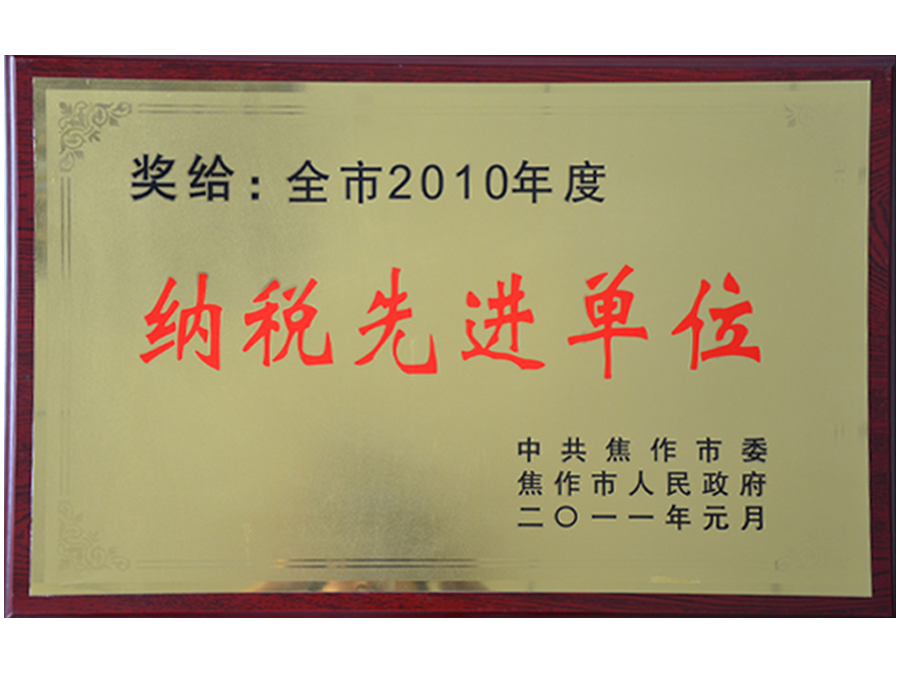 奖给：全市2010年度
纳税先进单位
中共焦作市委
焦作市人民政府
二〇一一年元月